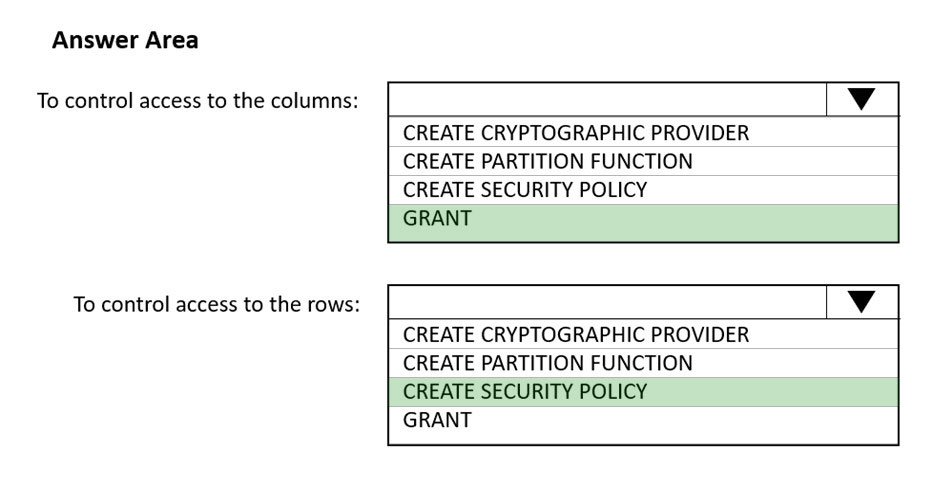 Answer Area
To control access to the columns:
CREATE CRYPTOGRAPHIC PROVIDER
CREATE PARTITION FUNCTION
CREATE SECURITY POLICY
GRANT
To control access to the rows:
CREATE CRYPTOGRAPHIC PROVIDER
CREATE PARTITION FUNCTION
CREATE SECURITY POLICY
GRANT